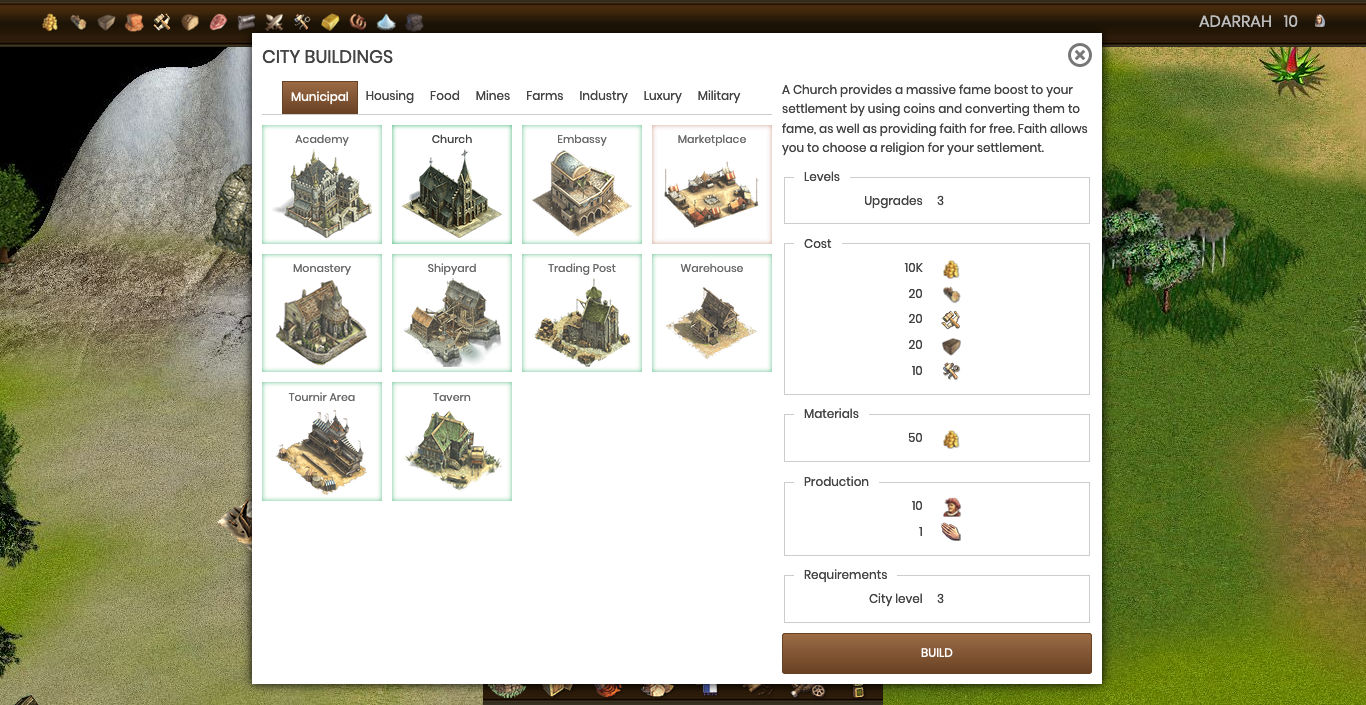 ADARRAH 10
CITY BUILDINGS
Municipal Housing Food Mines Farms Industry Luxury Military
Academy Church Embassy Marketplace
Monastery Shipyard Trading Post Warehouse
Tournir Area Tavern
A Church provides a massive fame boost to your
settlement by using coins and converting them to
fame, as well as providing faith for free. Faith allows
you to choose a religion for your settlement.
Levels
Upgrades 3
Cost
10K
20
20
20
10
Materials
50
Production
10
1
Requirements
City level 3
BUILD